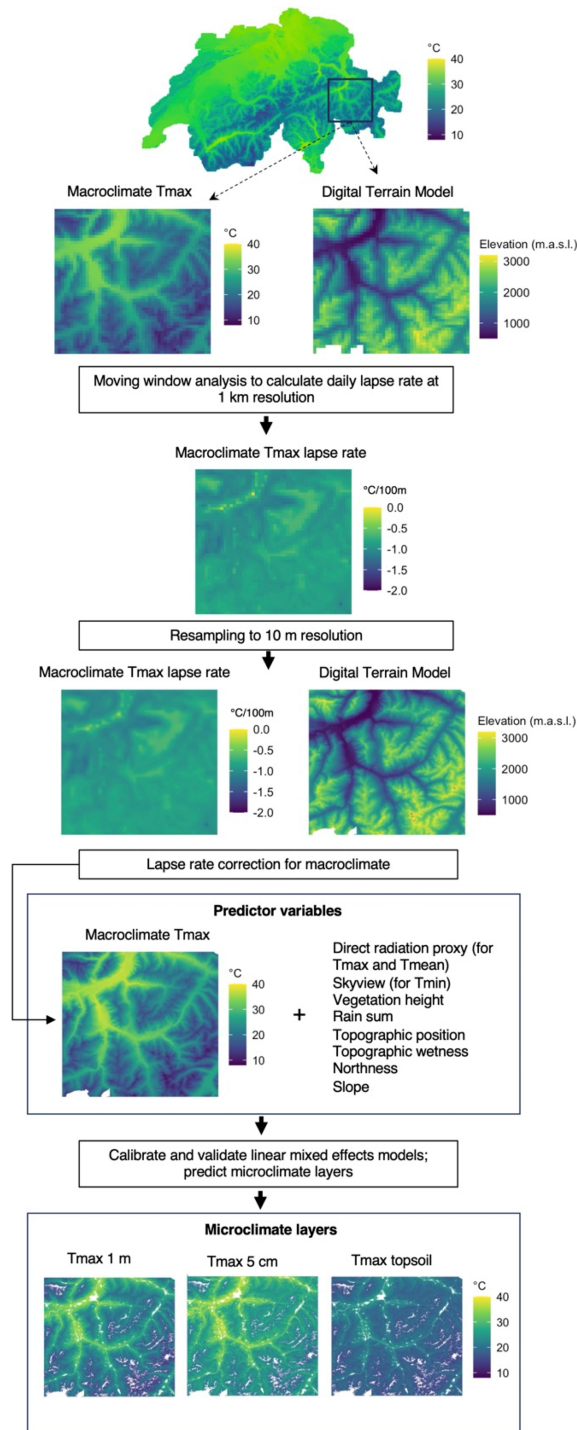 °C
40
30
20
10
Macroclimate Tmax
Digital Terrain Model
°C
40
30
20
10
Elevation (m.a.s.l.)
3000
2000
1000
Moving window analysis to calculate daily lapse rate at
1 km resolution
Macroclimate Tmax lapse rate
°C/100m
0.0
-0.5
-1.0
-1.5
-2.0
Resampling to 10 m resolution
Macroclimate Tmax lapse rate
Digital Terrain Model
°C/100m
0.0
-0.5
-1.0
-1.5
-2.0
Elevation (m.a.s.l.)
3000
2000
1000
Lapse rate correction for macroclimate
Predictor variables
Macroclimate Tmax
°C
40
30
20
10
+
Direct radiation proxy (for
Tmax and Tmean)
Skyview (for Tmin)
Vegetation height
Rain sum
Topographic position
Topographic wetness
Northness
Slope
Calibrate and validate linear mixed effects models;
predict microclimate layers
Microclimate layers
Tmax 1 m
Tmax 5 cm
Tmax topsoil
°C
40
30
20
10